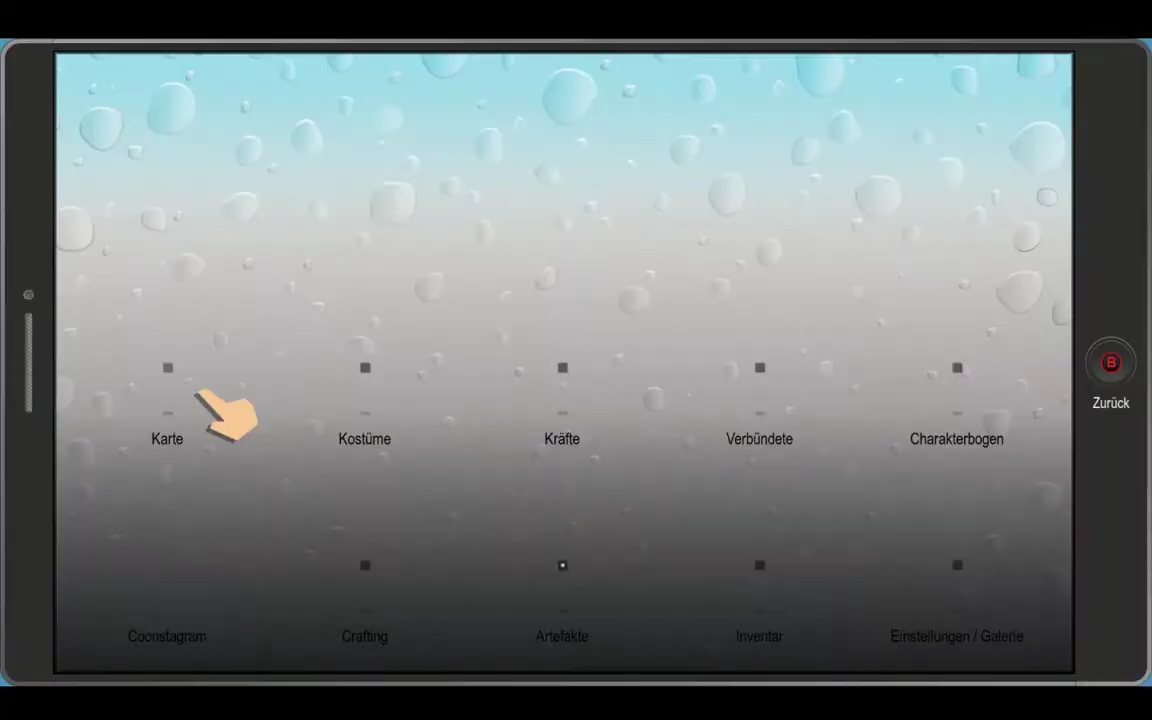 B
Zurück
Karte
Kostüme
Kräfte
Verbündete
Charakterbogen
Coonstagram
Crafting
Artefakte
Inventar
Einstellungen / Galerie